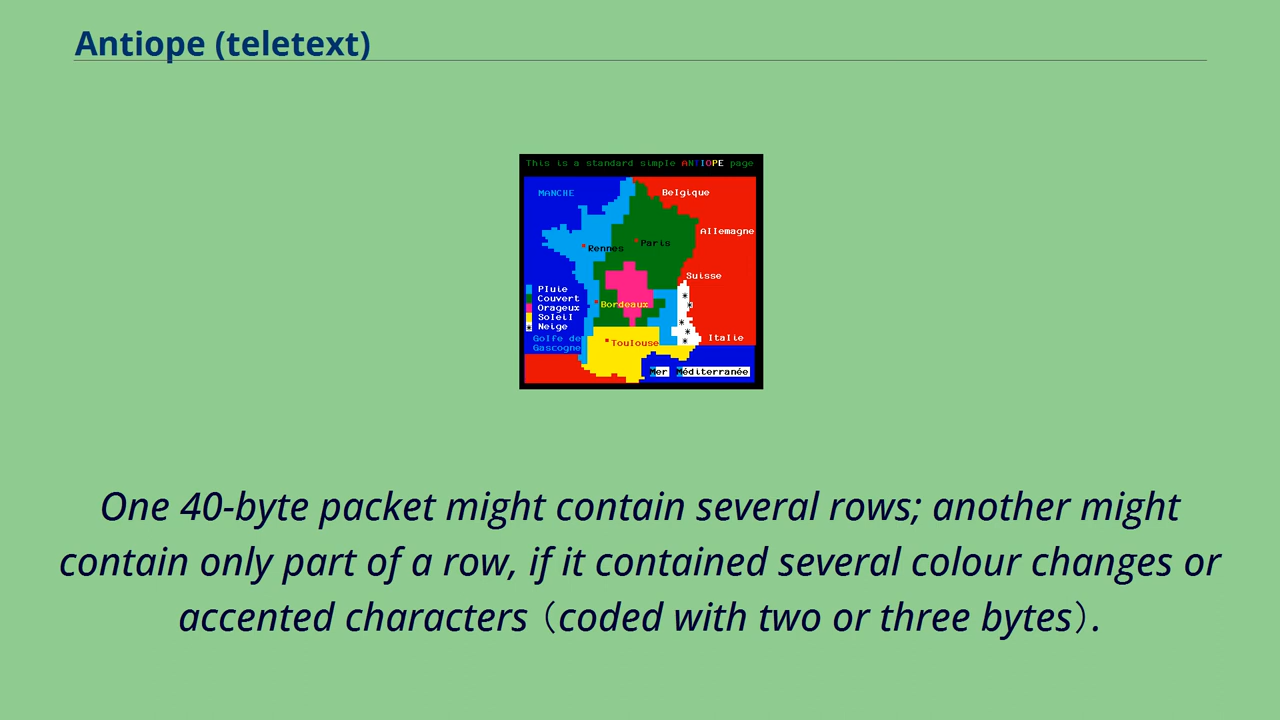 Antiope (teletext)
This is a standard simple ANTIOPE page
MANCHE
Belgique
Allemagne
Paris
Rennes
Suisse
Pluie
Couvert
Orageux
Soleil
Neige
Bordeaux
Italie
Golfe de
Gascogne
Toulouse
Mer Méditerranée
One 40-byte packet might contain several rows; another might
contain only part of a row, if it contained several colour changes or
accented characters (coded with two or three bytes).